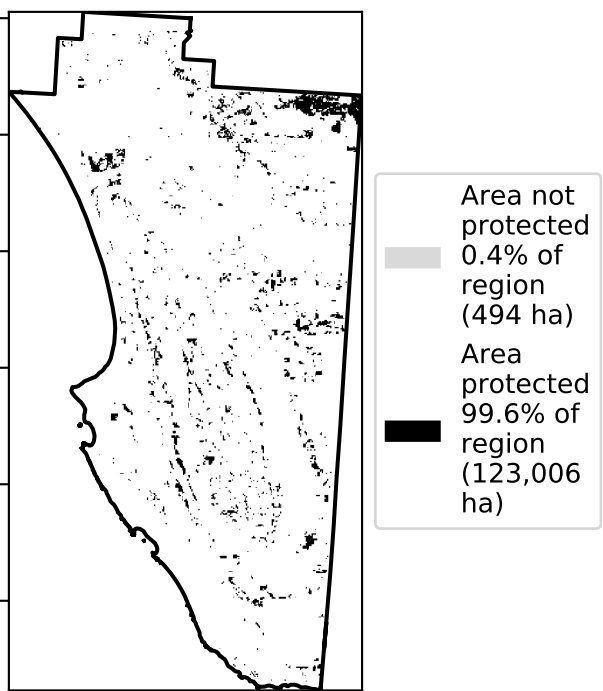 Area not
protected
0.4% of
region
(494 ha)
Area
protected
99.6% of
region
(123,006
ha)